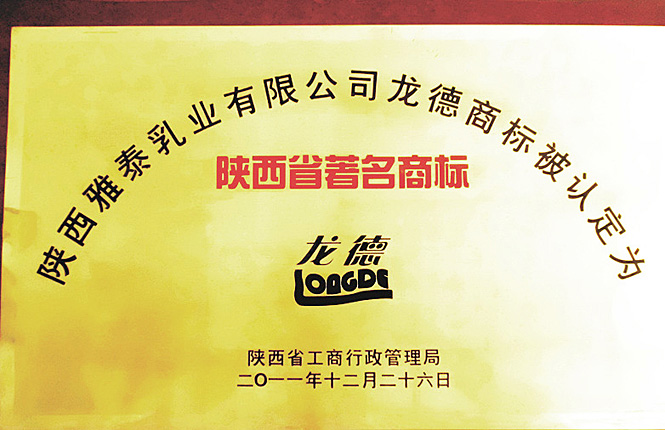 陕西雅泰乳业有限公司龙德商标被认定为
陕西省著名商标
龙德
LONGDE
陕西省工商行政管理局
二〇一一年十二月二十六日